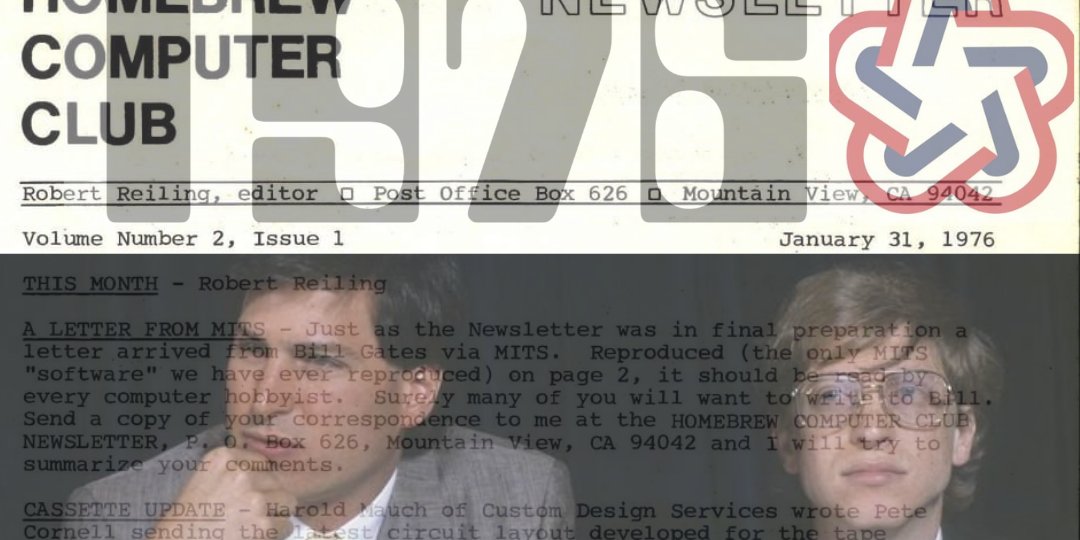 HOMEBREW
NEWSLETTER
1976
COMPUTER
CLUB
Robert Reiling, editor □ Post Office Box 626 □ Mountain View, CA 94042
Volume Number 2, Issue 1 January 31, 1976
THIS MONTH - Robert Reiling
A LETTER FROM MITS - Just as the Newsletter was in final preparation a
letter arrived from Bill Gates via MITS. Reproduced (the only MITS
"software" we have ever reproduced) on page 2, it should be read by
every computer hobbyist. Surely many of you will want to write to Bill.
Send a copy of your correspondence to me at the HOMEBREW COMPUTER CLUB
NEWSLETTER, P. O. Box 626, Mountain View, CA 94042 and I will try to
summarize your comments.
CASSETTE UPDATE - Harold Mauch of Custom Design Services wrote Pete
Cornell sending the latest circuit layout developed for the tape